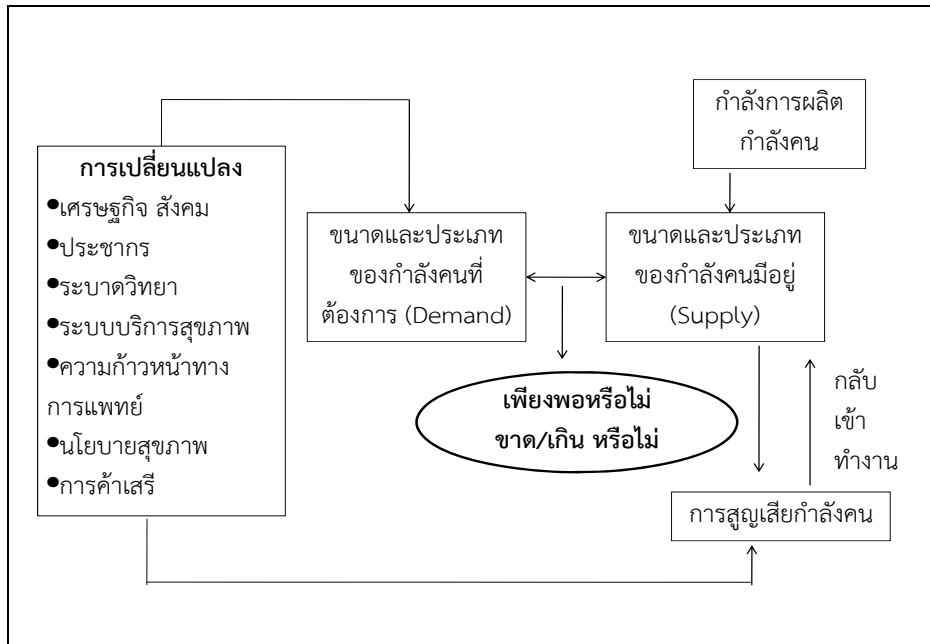 กำลังการผลิต
กำลังคน
การเปลี่ยนแปลง
●เศรษฐกิจ สังคม
●ประชากร
●ระบาดวิทยา
●ระบบบริการสุขภาพ
●ความก้าวหน้าทาง
การแพทย์
●นโยบายสุขภาพ
●การค้าเสรี
ขนาดและประเภท
ของกำลังคนที่
ต้องการ (Demand)
ขนาดและประเภท
ของกำลังคนมีอยู่
(Supply)
เพียงพอหรือไม่
ขาด/เกิน หรือไม่
กลับ
เข้า
ทำงาน
การสูญเสียกำลังคน